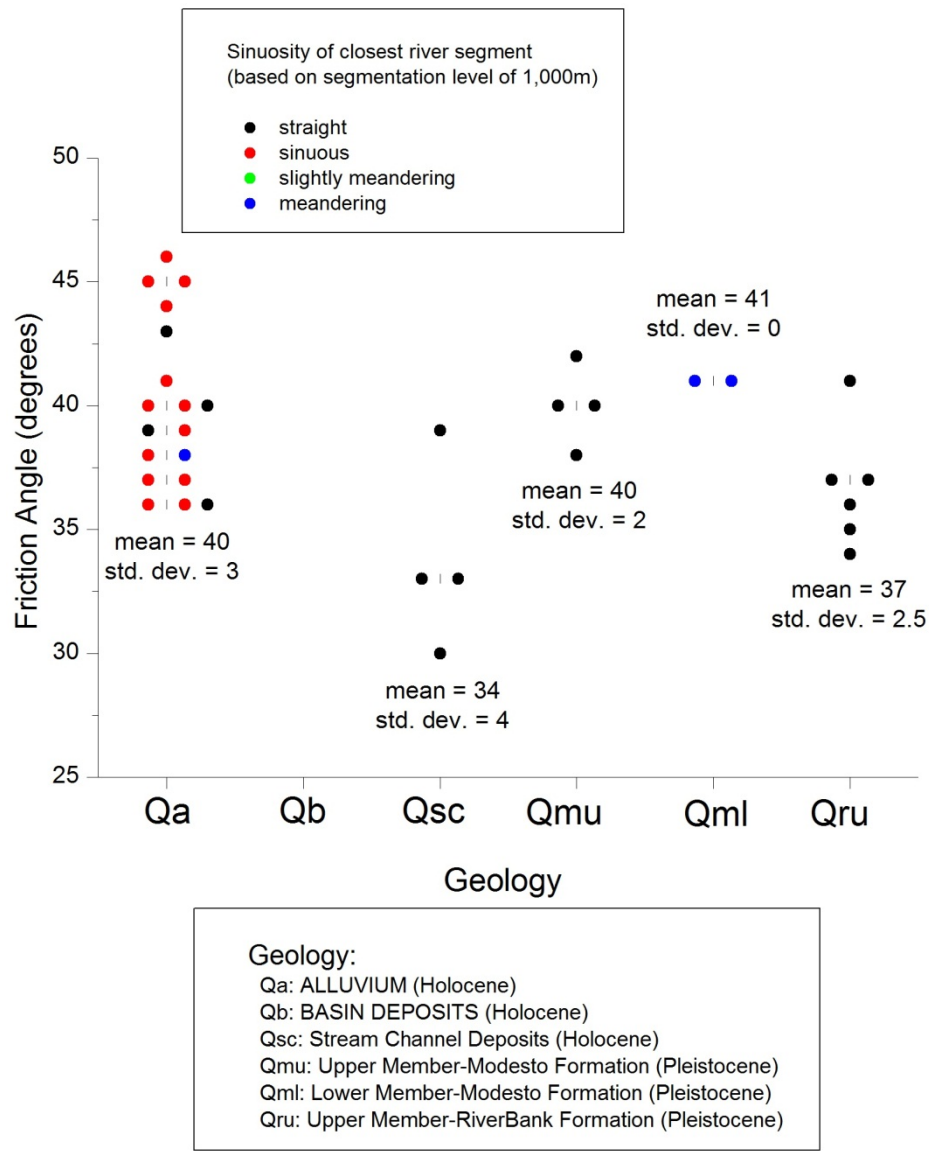 Sinuosity of closest river segment
(based on segmentation level of 1,000m)
straight
sinuous
slightly meandering
meandering
50
45
40
35
30
25
Friction Angle (degrees)
mean = 40
std. dev. = 3
mean = 34
std. dev. = 4
mean = 40
std. dev. = 2
mean = 41
std. dev. = 0
mean = 37
std. dev. = 2.5
Qa
Qb
Qsc
Qmu
Qml
Qru
Geology
Geology:
Qa: ALLUVIUM (Holocene)
Qb: BASIN DEPOSITS (Holocene)
Qsc: Stream Channel Deposits (Holocene)
Qmu: Upper Member-Modesto Formation (Pleistocene)
Qml: Lower Member-Modesto Formation (Pleistocene)
Qru: Upper Member-RiverBank Formation (Pleistocene)